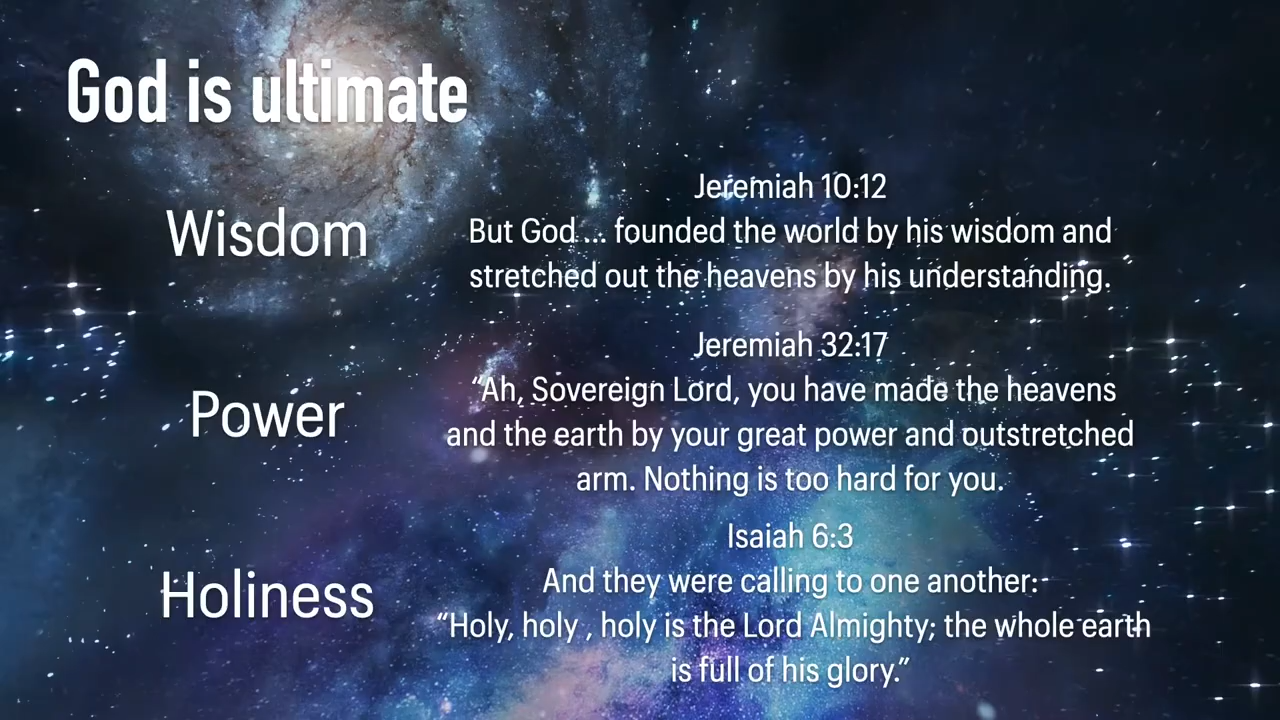 God is ultimate
Wisdom
Jeremiah 10:12
But God ... founded the world by his wisdom and
stretched out the heavens by his understanding.
Power
Jeremiah 32:17
“Ah, Sovereign Lord, you have made the heavens
and the earth by your great power and outstretched
arm. Nothing is too hard for you.
Holiness
Isaiah 6:3
And they were calling to one another:
“Holy, holy , holy is the Lord Almighty; the whole earth
is full of his glory.”